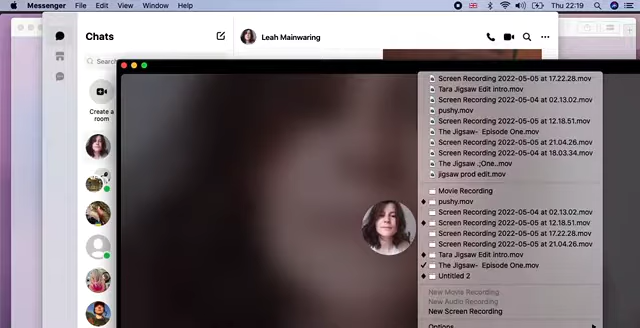 Messenger File Edit View Window Help
Thu 22:19
Chats
Leah Mainwaring
Search
Create a
room
Screen Recording 2022-05-05 at 17.22.28.mov
Tara Jigsaw Edit intro.mov
Screen Recording 2022-05-04 at 02.13.02.mov
pushy.mov
Screen Recording 2022-05-05 at 12.18.51.mov
The Jigsaw- Episode One.mov
Screen Recording 2022-05-05 at 21.04.26.mov
Screen Recording 2022-05-04 at 18.03.34.mov
The Jigsaw .;One..mov
jigsaw prod edit.mov
Movie Recording
pushy.mov
Screen Recording 2022-05-04 at 02.13.02.mov
Screen Recording 2022-05-05 at 12.18.51.mov
Screen Recording 2022-05-05 at 17.22.28.mov
Screen Recording 2022-05-05 at 21.04.26.mov
Tara Jigsaw Edit intro.mov
The Jigsaw- Episode One.mov
Untitled 2
New Movie Recording
New Audio Recording
New Screen Recording
Options